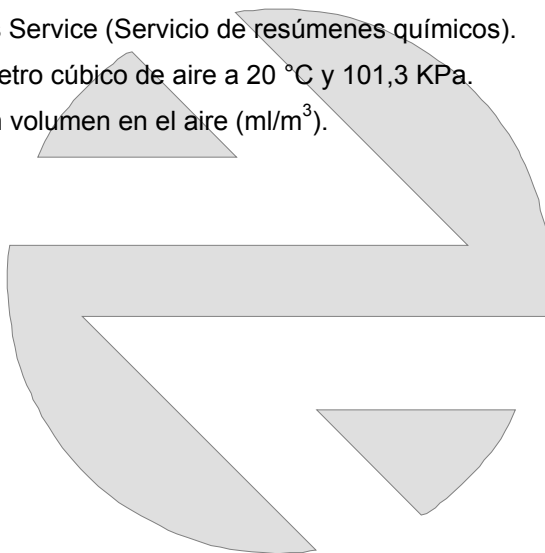 Service (Servicio de resúmenes químicos).
etro cúbico de aire a 20 °C y 101,3 KPa.
volumen en el aire (ml/m³).